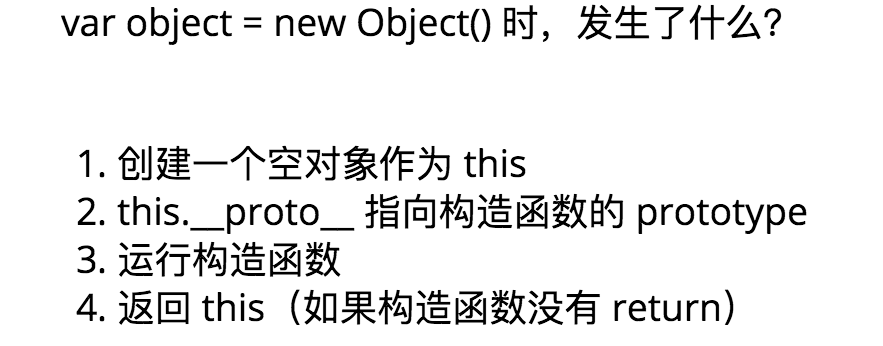 var object = new Object() 时，发生了什么？
1. 创建一个空对象作为 this
2. this.__proto__ 指向构造函数的 prototype
3. 运行构造函数
4. 返回 this（如果构造函数没有 return）